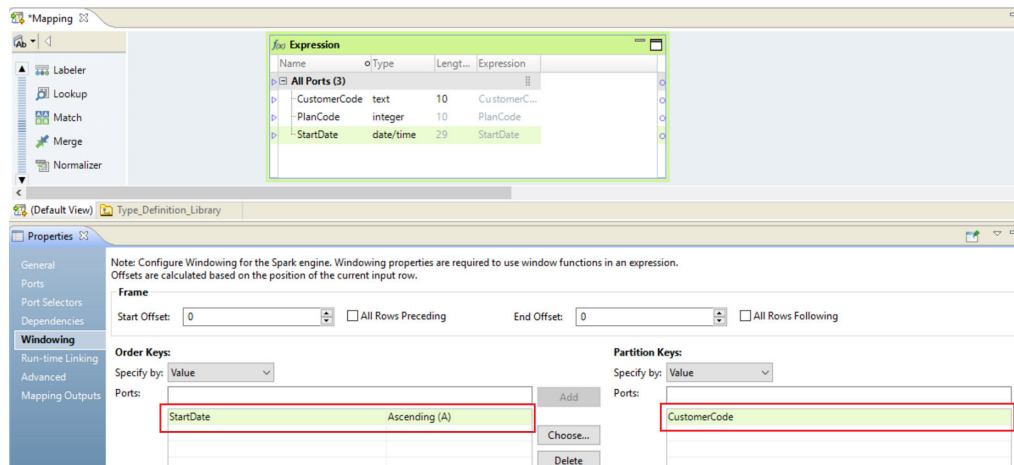 *Mapping
Ab
f(x) Expression
Labeler
Lookup
Match
Merge
Normalizer
Name Type Lengt... Expression
All Ports (3)
CustomerCode text 10 CustomerC...
PlanCode integer 10 PlanCode
StartDate date/time 29 StartDate
(Default View) Type_Definition_Library
Properties
General
Ports
Port Selectors
Dependencies
Windowing
Run-time Linking
Advanced
Mapping Outputs
Note: Configure Windowing for the Spark engine. Windowing properties are required to use window functions in an expression.
Offsets are calculated based on the position of the current input row.
Frame
Start Offset: 0 All Rows Preceding End Offset: 0 All Rows Following
Order Keys: Partition Keys:
Specify by: Value Specify by: Value
Ports: Add Ports:
StartDate Ascending (A) CustomerCode
Choose...
Delete